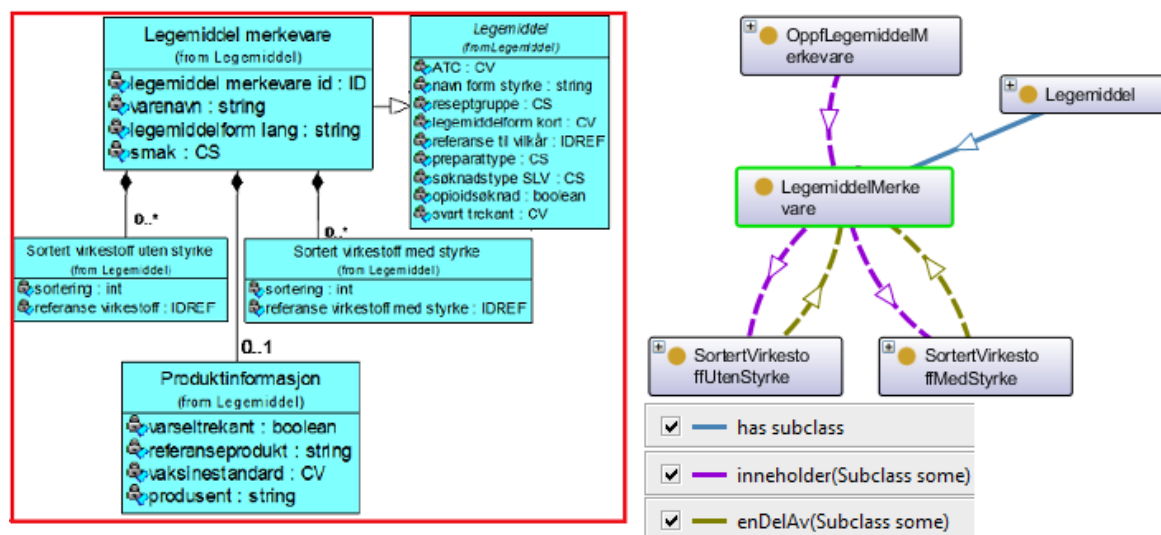 Legemiddel merkevare
(from Legemiddel)
legemiddel merkevare id : ID
varenavn : string
legemiddelform lang : string
smak : CS
Legemiddel
(fromLegemiddel)
ATC : CV
navn form styrke : string
reseptgruppe : CS
legemiddelform kort : CV
referanse til vilkår : IDREF
preparattype : CS
søknadstype SLV : CS
opioidsøknad : boolean
svart trekant : CV
0..*
0..*
Sortert virkestoff uten styrke
(from Legemiddel)
sortering : int
referanse virkestoff : IDREF
Sortert virkestoff med styrke
(from Legemiddel)
sortering : int
referanse virkestoff med styrke : IDREF
0..1
Produktinformasjon
(from Legemiddel)
varseltrekant : boolean
referanseprodukt : string
vaksinestandard : CV
produsent : string
OppfLegemiddelM
erkevare
Legemiddel
LegemiddelMerke
vare
SortertVirkesto
ffUtenStyrke
SortertVirkesto
ffMedStyrke
has subclass
inneholder(Subclass some)
enDelAv(Subclass some)